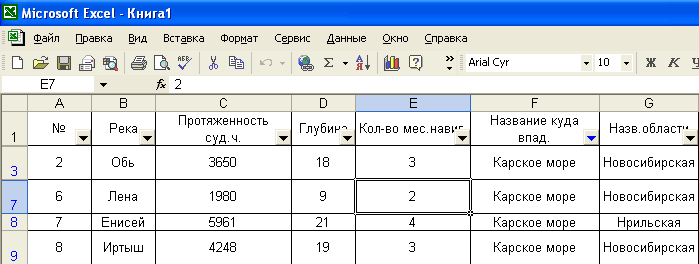 Microsoft Excel - Книга1
Файл Правка Вид Вставка Формат Сервис Данные Окно Справка
Σ Arial Cyr 10 Ж К
E7 fx 2
A B C D E F G
1 № Река Протяженность суд.ч. Глубина Кол-во мес.навиг Название куда впад. Назв.области
3 2 Обь 3650 18 3 Карское море Новосибирская
7 6 Лена 1980 9 2 Карское море Новосибирская
8 7 Енисей 5961 21 4 Карское море Нрильская
9 8 Иртыш 4248 19 3 Карское море Новосибирская